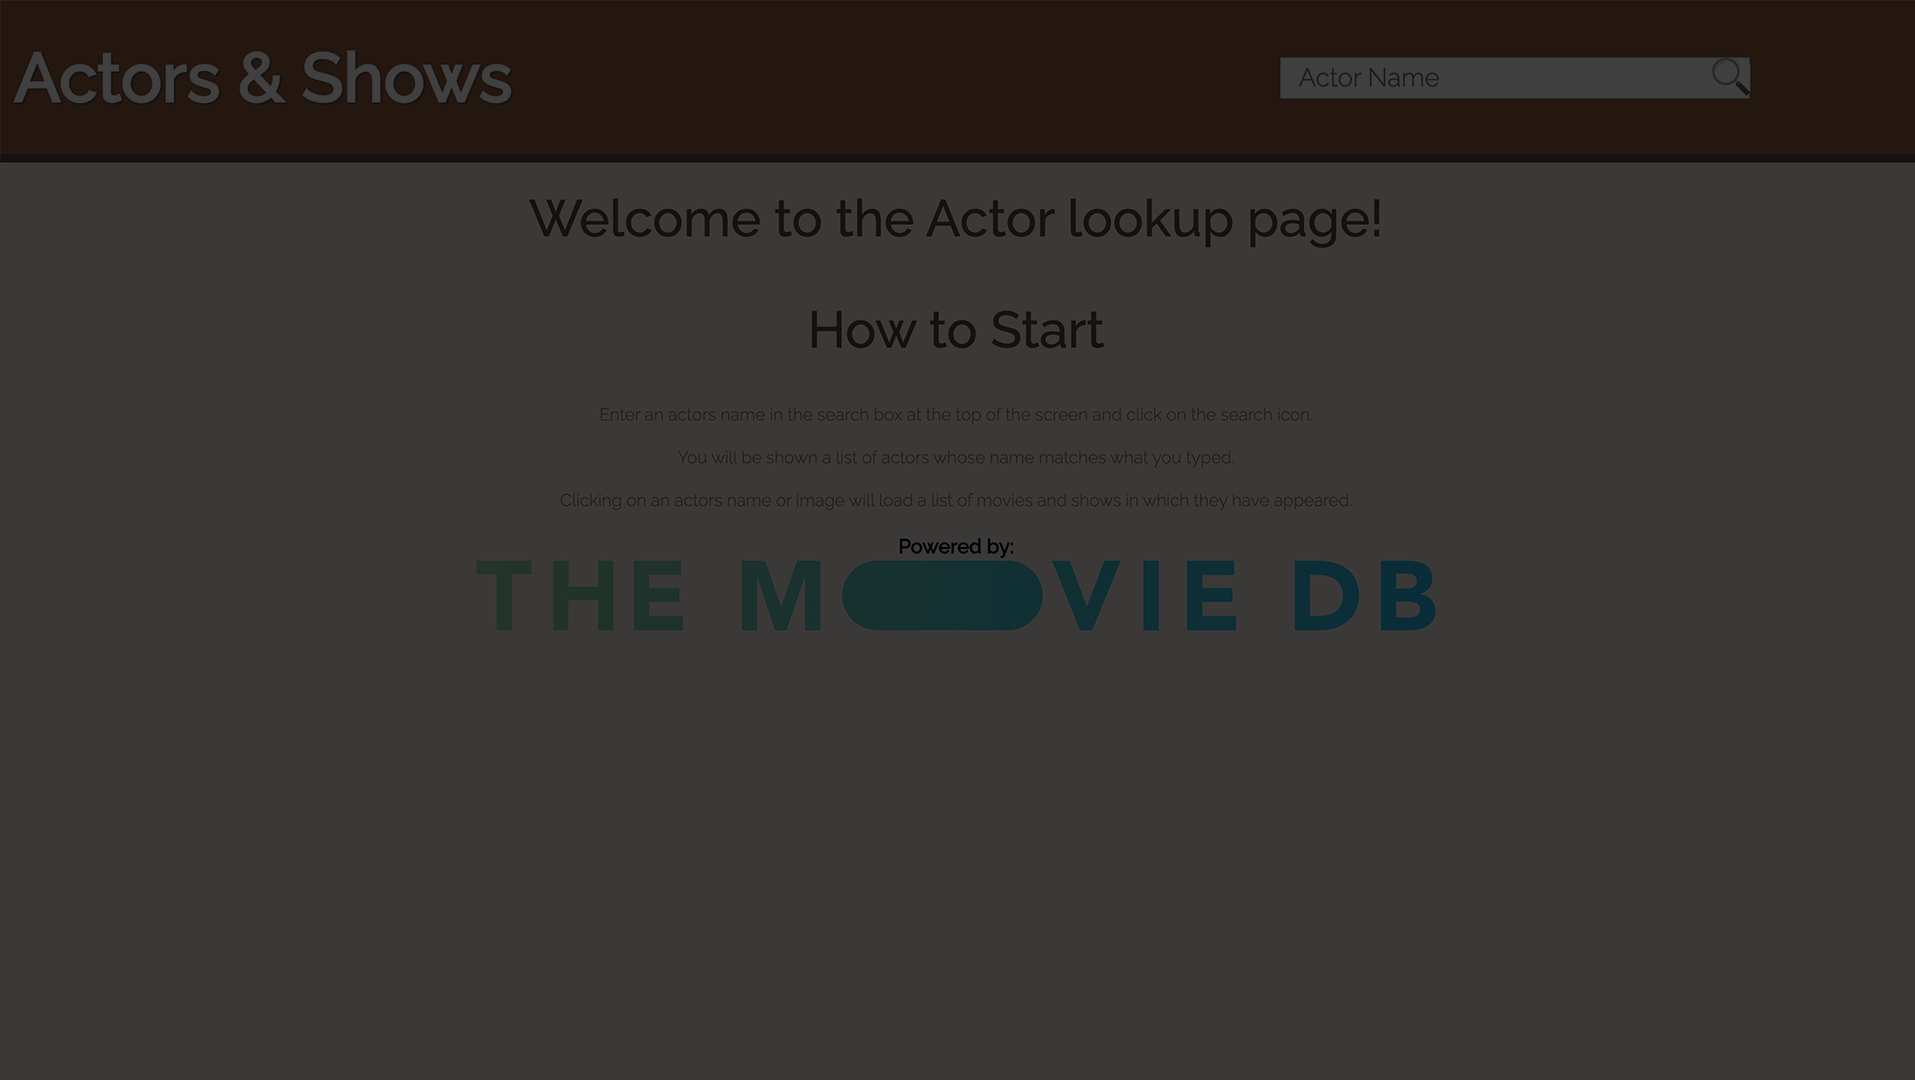 Actors & Shows
Actor Name
Welcome to the Actor lookup page!
How to Start
Enter an actors name in the search box at the top of the screen and click on the search icon.
You will be shown a list of actors whose name matches what you typed.
Clicking on an actors name or image will load a list of movies and shows in which they have appeared.
Powered by:
THE M VIE DB